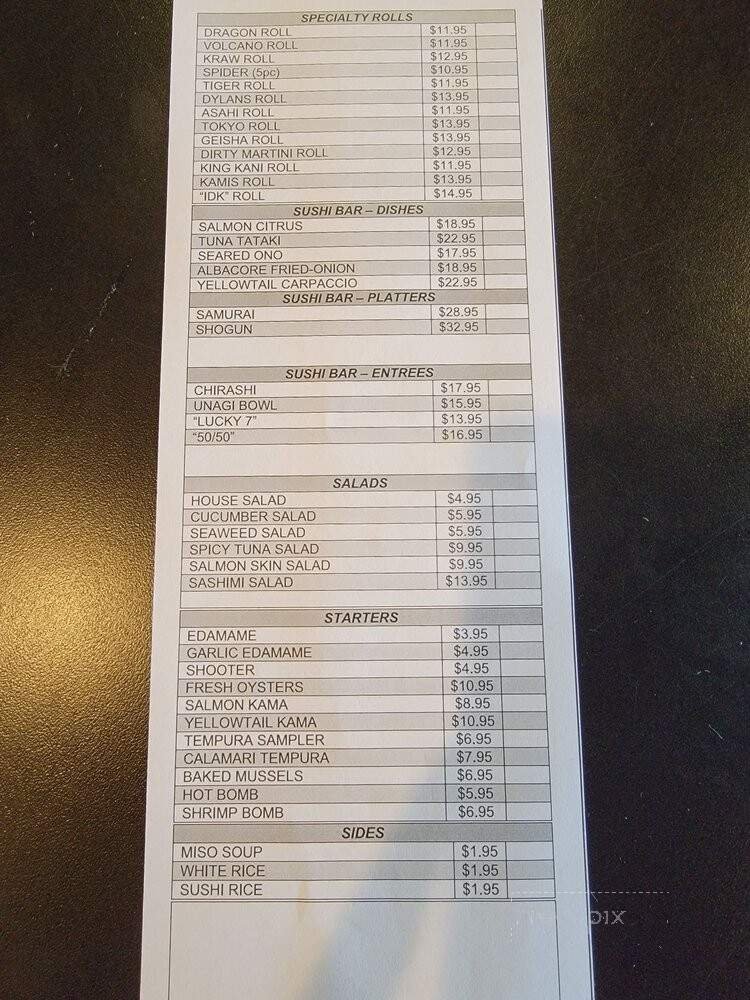 SPECIALTY ROLLS
DRAGON ROLL $11.95
VOLCANO ROLL $11.95
KRAW ROLL $12.95
SPIDER (5pc) $10.95
TIGER ROLL $11.95
DYLANS ROLL $13.95
ASAHI ROLL $11.95
TOKYO ROLL $13.95
GEISHA ROLL $13.95
DIRTY MARTINI ROLL $12.95
KING KANI ROLL $11.95
KAMIS ROLL $13.95
"IDK" ROLL $14.95
SUSHI BAR – DISHES
SALMON CITRUS $18.95
TUNA TATAKI $22.95
SEARED ONO $17.95
ALBACORE FRIED-ONION $18.95
YELLOWTAIL CARPACCIO $22.95
SUSHI BAR – PLATTERS
SAMURAI $28.95
SHOGUN $32.95
SUSHI BAR – ENTREES
CHIRASHI $17.95
UNAGI BOWL $15.95
"LUCKY 7" $13.95
"50/50" $16.95
SALADS
HOUSE SALAD $4.95
CUCUMBER SALAD $5.95
SEAWEED SALAD $5.95
SPICY TUNA SALAD $9.95
SALMON SKIN SALAD $9.95
SASHIMI SALAD $13.95
STARTERS
EDAMAME $3.95
GARLIC EDAMAME $4.95
SHOOTER $4.95
FRESH OYSTERS $10.95
SALMON KAMA $8.95
YELLOWTAIL KAMA $10.95
TEMPURA SAMPLER $6.95
CALAMARI TEMPURA $7.95
BAKED MUSSELS $6.95
HOT BOMB $5.95
SHRIMP BOMB $6.95
SIDES
MISO SOUP $1.95
WHITE RICE $1.95
SUSHI RICE $1.95